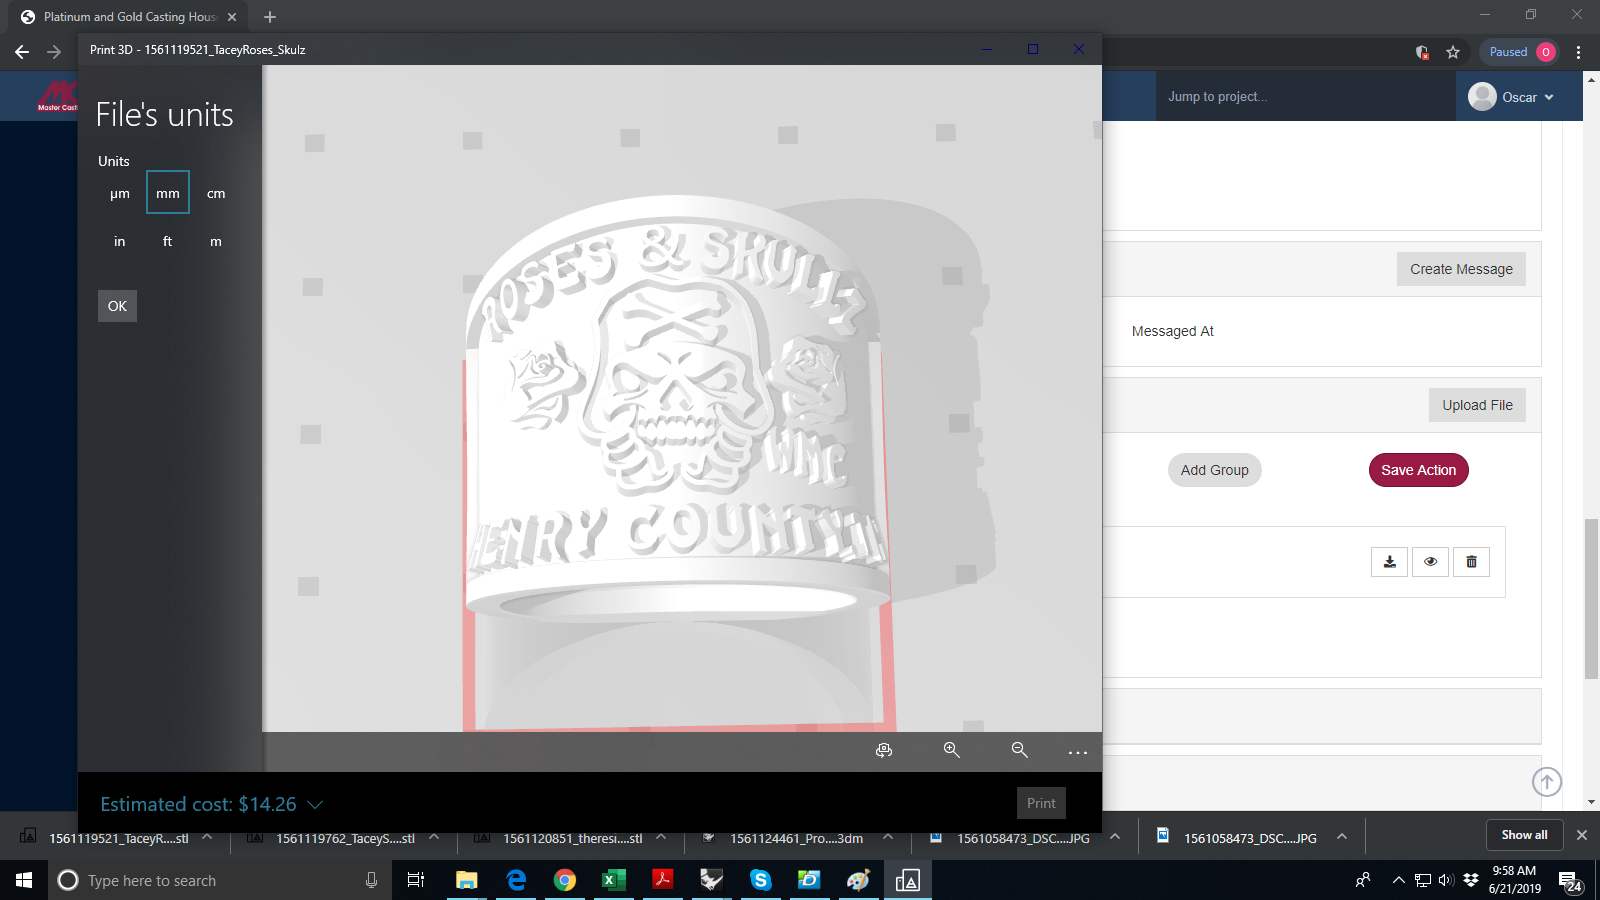 Platinum and Gold Casting Hous
Paused 0
Print 3D - 1561119521_TaceyRoses_Skulz
Master Cast
Jump to project...
Oscar
File's units
Units
µm mm cm
in ft m
OK
ROSES & SKULLZ
WMC
HENRY COUNTY
Create Message
Messaged At
Upload File
Add Group
Save Action
Estimated cost: $14.26
Print
1561119521_TaceyR....stl
1561119762_TaceyS....stl
1561120851_theresi....stl
1561124461_Pro....3dm
1561058473_DSC....JPG
1561058473_DSC....JPG
Show all
Type here to search
9:58 AM
6/21/2019
24